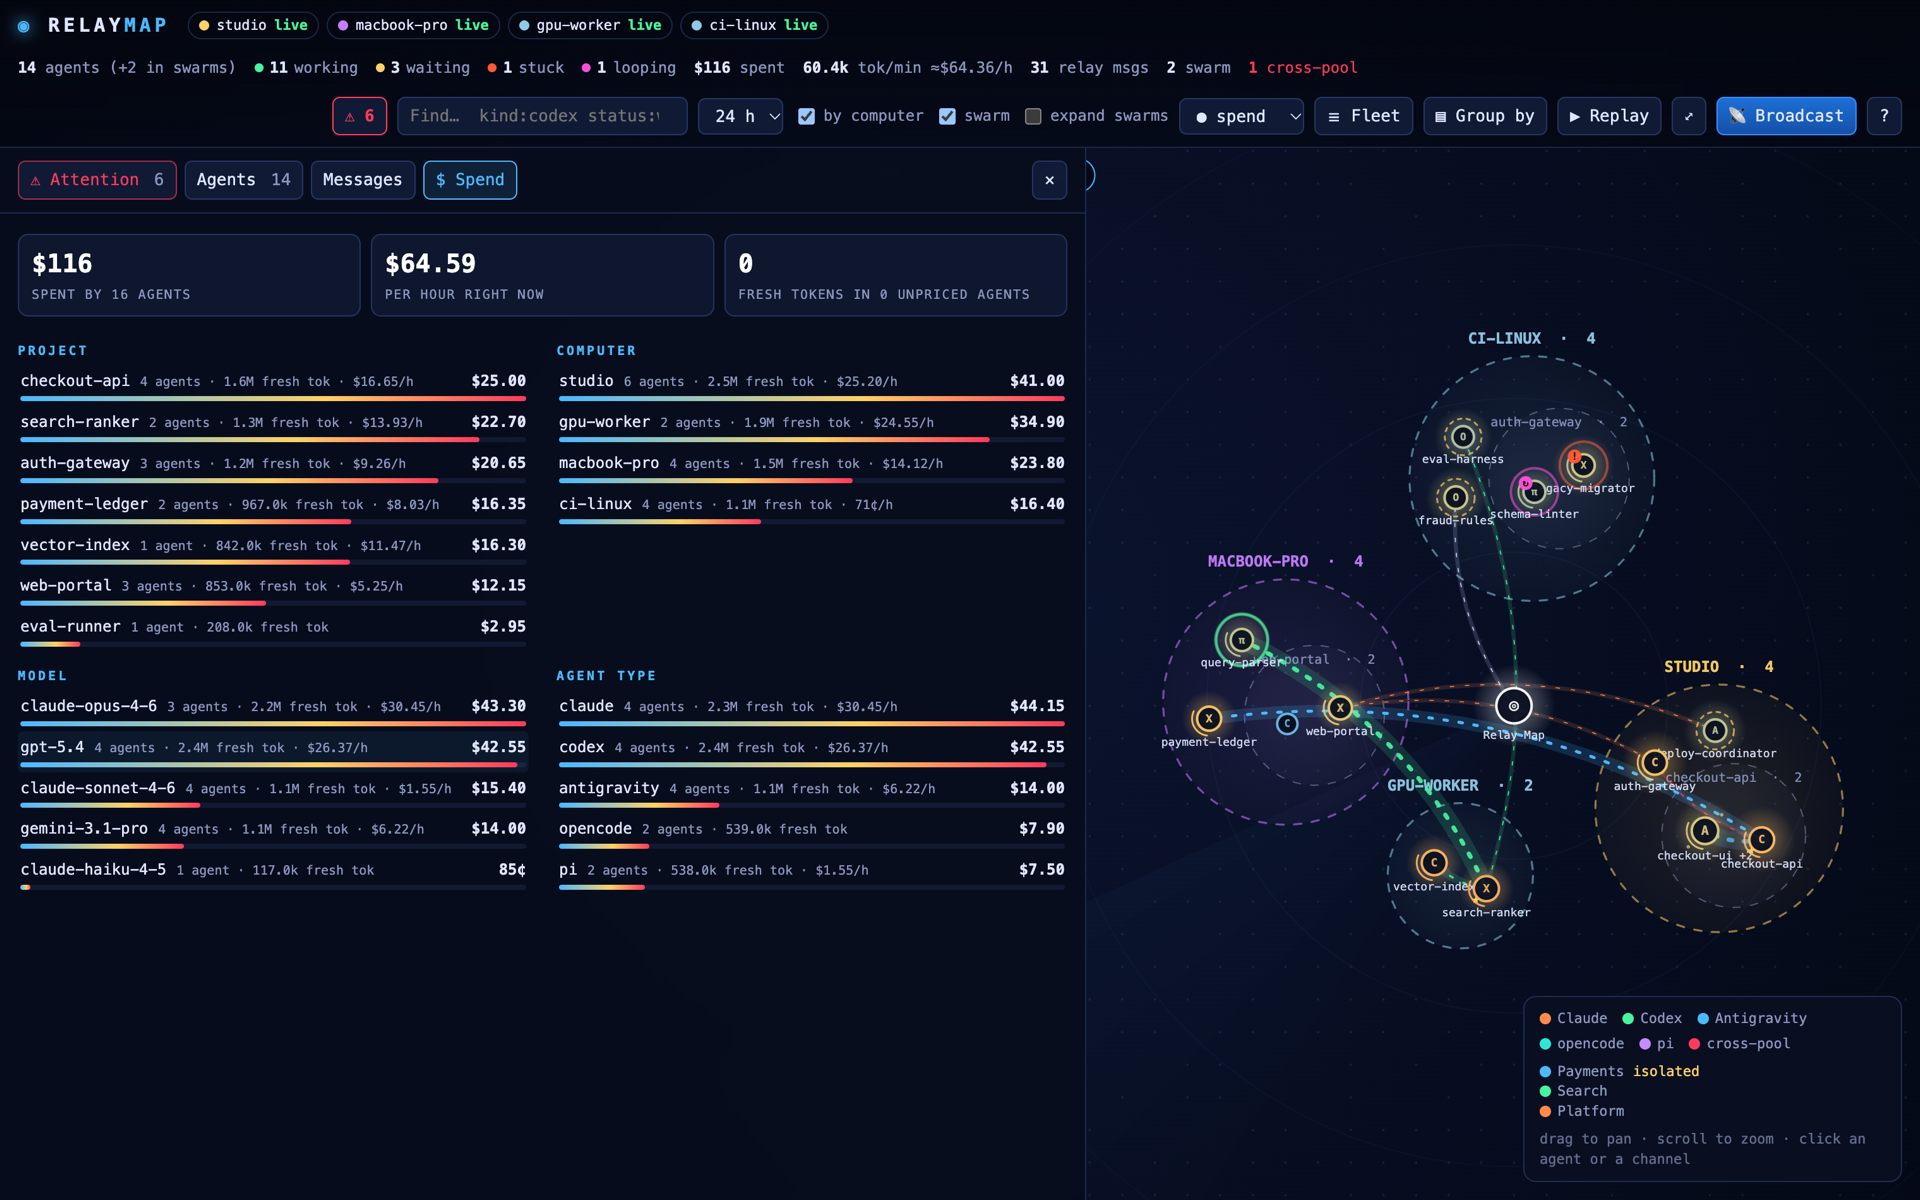 RELAYMAP
studio live
macbook-pro live
gpu-worker live
ci-linux live
14 agents (+2 in swarms) 11 working 3 waiting 1 stuck 1 looping $116 spent 60.4k tok/min ≈$64.36/h 31 relay msgs 2 swarm 1 cross-pool
⚠ 6
Find… kind:codex status:
24 h
by computer
swarm
expand swarms
● spend
≡ Fleet
Group by
▶ Replay
⤢
Broadcast
?
⚠ Attention 6
Agents 14
Messages
$ Spend
×
$116
SPENT BY 16 AGENTS
$64.59
PER HOUR RIGHT NOW
0
FRESH TOKENS IN 0 UNPRICED AGENTS
PROJECT
checkout-api 4 agents · 1.6M fresh tok · $16.65/h $25.00
search-ranker 2 agents · 1.3M fresh tok · $13.93/h $22.70
auth-gateway 3 agents · 1.2M fresh tok · $9.26/h $20.65
payment-ledger 2 agents · 967.0k fresh tok · $8.03/h $16.35
vector-index 1 agent · 842.0k fresh tok · $11.47/h $16.30
web-portal 3 agents · 853.0k fresh tok · $5.25/h $12.15
eval-runner 1 agent · 208.0k fresh tok $2.95
COMPUTER
studio 6 agents · 2.5M fresh tok · $25.20/h $41.00
gpu-worker 2 agents · 1.9M fresh tok · $24.55/h $34.90
macbook-pro 4 agents · 1.5M fresh tok · $14.12/h $23.80
ci-linux 4 agents · 1.1M fresh tok · 71¢/h $16.40
MODEL
claude-opus-4-6 3 agents · 2.2M fresh tok · $30.45/h $43.30
gpt-5.4 4 agents · 2.4M fresh tok · $26.37/h $42.55
claude-sonnet-4-6 4 agents · 1.1M fresh tok · $1.55/h $15.40
gemini-3.1-pro 4 agents · 1.1M fresh tok · $6.22/h $14.00
claude-haiku-4-5 1 agent · 117.0k fresh tok 85¢
AGENT TYPE
claude 4 agents · 2.3M fresh tok · $30.45/h $44.15
codex 4 agents · 2.4M fresh tok · $26.37/h $42.55
antigravity 4 agents · 1.1M fresh tok · $6.22/h $14.00
opencode 2 agents · 539.0k fresh tok $7.90
pi 2 agents · 538.0k fresh tok · $1.55/h $7.50
CI-LINUX · 4
auth-gateway · 2
O
eval-harness
! X
gacy-migrator
π
schema-linter
O
fraud-rules
MACBOOK-PRO · 4
π
query-parser
portal · 2
X
payment-ledger
C
X
web-portal
Relay Map
STUDIO · 4
A
ploy-coordinator
C
auth-gateway
checkout-api · 2
A
checkout-ui +2
C
checkout-api
GPU-WORKER · 2
C
vector-index
X
search-ranker
Claude Codex Antigravity
opencode pi cross-pool
Payments isolated
Search
Platform
drag to pan · scroll to zoom · click an
agent or a channel